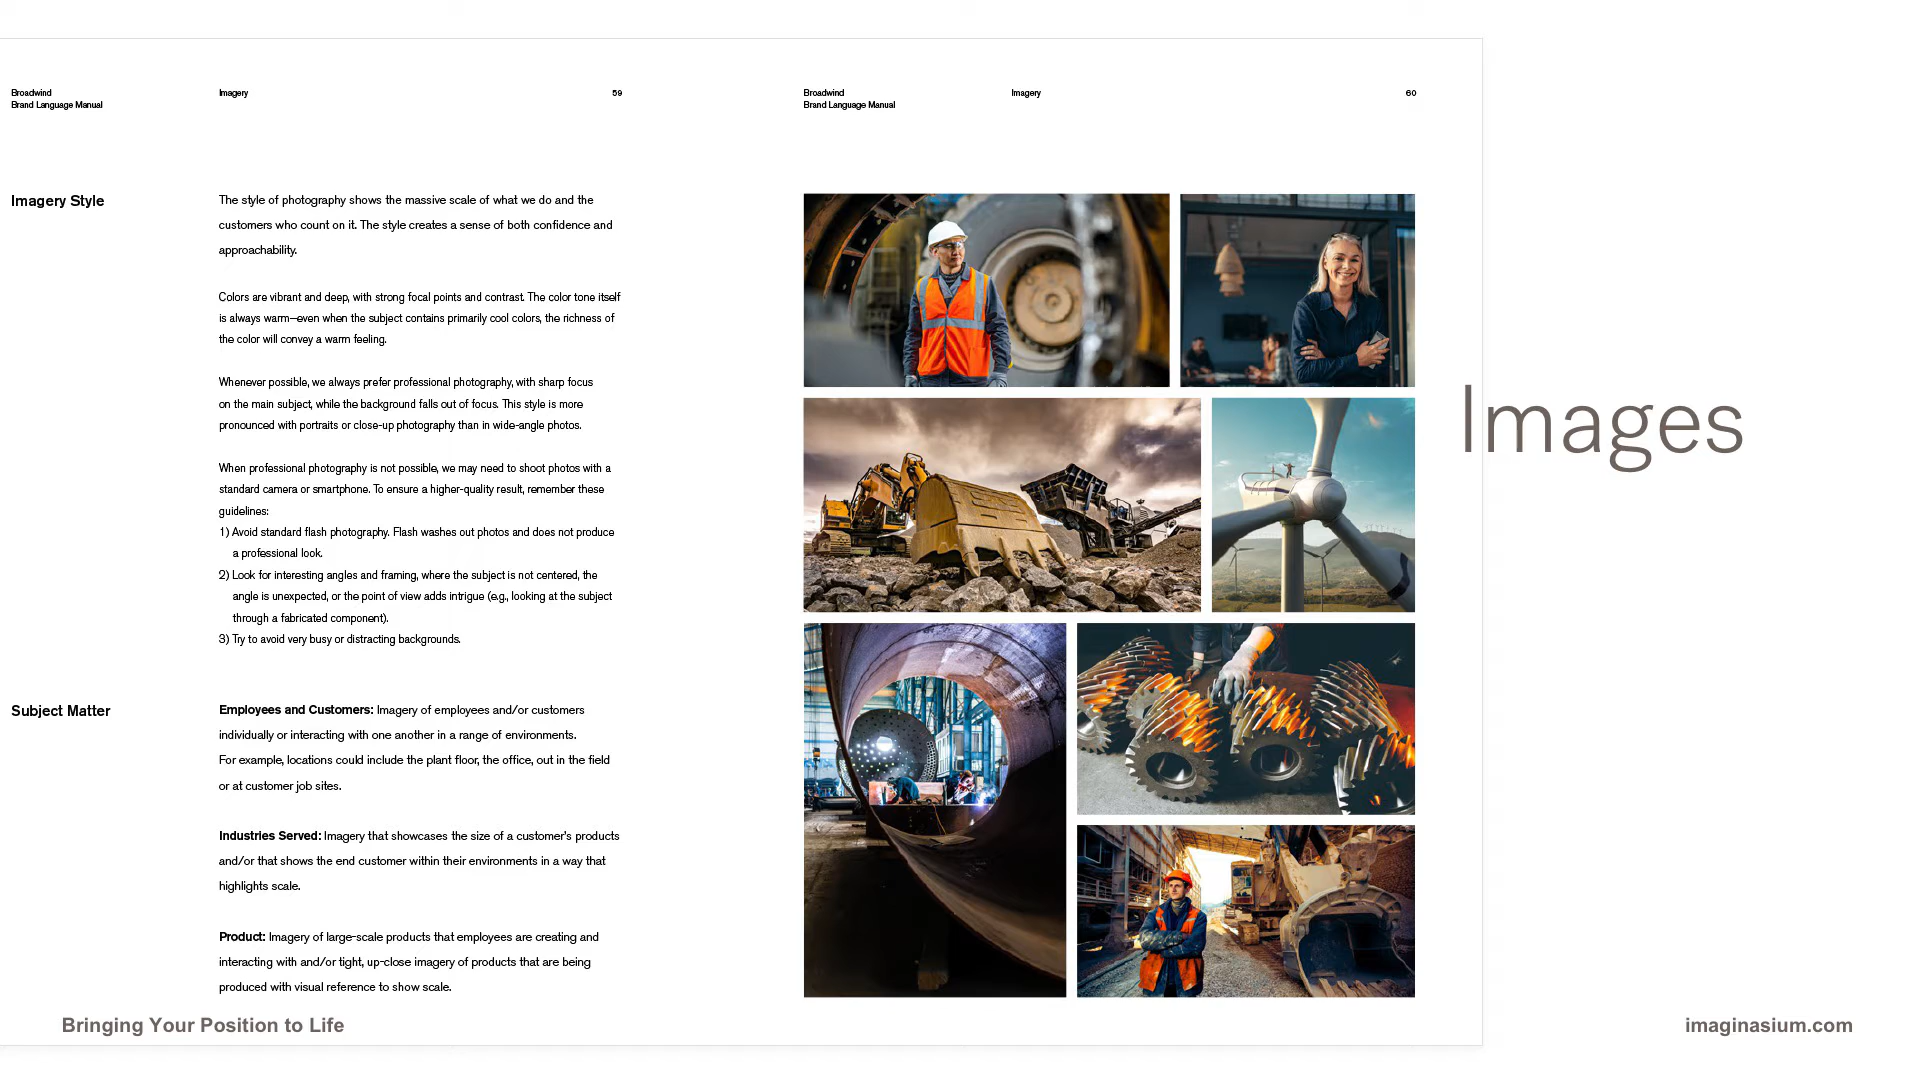 Broadwind
Brand Language Manual
Imagery
59
Imagery Style
The style of photography shows the massive scale of what we do and the
customers who count on it. The style creates a sense of both confidence and
approachability.
Colors are vibrant and deep, with strong focal points and contrast. The color tone itself
is always warm—even when the subject contains primarily cool colors, the richness of
the color will convey a warm feeling.
Whenever possible, we always prefer professional photography, with sharp focus
on the main subject, while the background falls out of focus. This style is more
pronounced with portraits or close-up photography than in wide-angle photos.
When professional photography is not possible, we may need to shoot photos with a
standard camera or smartphone. To ensure a higher-quality result, remember these
guidelines:
1) Avoid standard flash photography. Flash washes out photos and does not produce
a professional look.
2) Look for interesting angles and framing, where the subject is not centered, the
angle is unexpected, or the point of view adds intrigue (e.g., looking at the subject
through a fabricated component).
3) Try to avoid very busy or distracting backgrounds.
Subject Matter
Employees and Customers: Imagery of employees and/or customers
individually or interacting with one another in a range of environments.
For example, locations could include the plant floor, the office, out in the field
or at customer job sites.
Industries Served: Imagery that showcases the size of a customer's products
and/or that shows the end customer within their environments in a way that
highlights scale.
Product: Imagery of large-scale products that employees are creating and
interacting with and/or tight, up-close imagery of products that are being
produced with visual reference to show scale.
Broadwind
Brand Language Manual
Imagery
60
Images
Bringing Your Position to Life
imaginasium.com